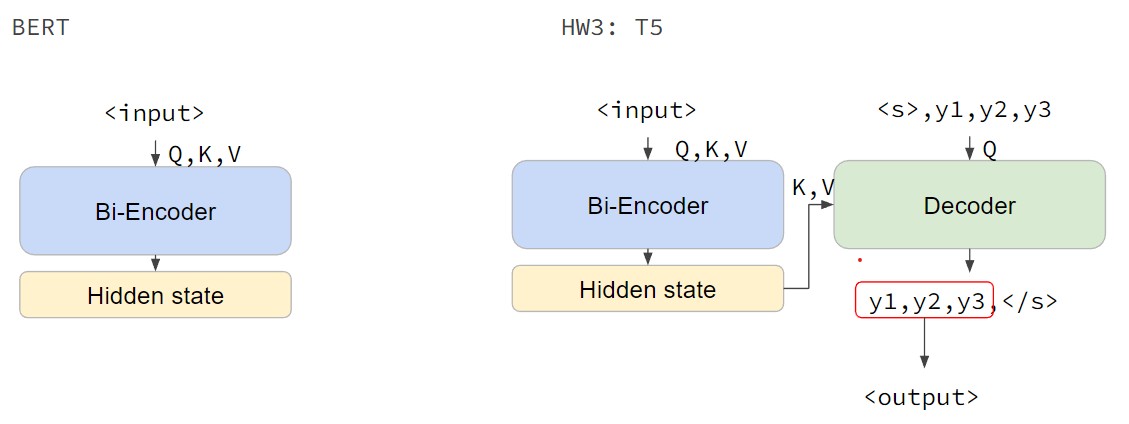 BERT
<input>
Q,K,V
Bi-Encoder
Hidden state
HW3: T5
<input>
Q,K,V
Bi-Encoder
Hidden state
K,V
<s>,y1,y2,y3
Q
Decoder
y1,y2,y3,</s>
<output>